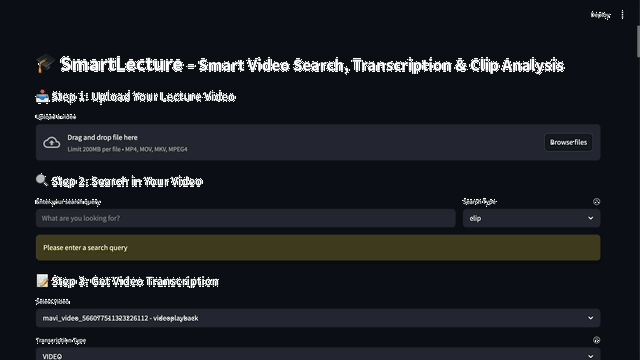 Deploy
SmartLecture – Smart Video Search, Transcription & Clip Analysis
Step 1: Upload Your Lecture Video
Drag and drop file here
Limit 200MB per file • MP4, MOV, MKV, MPEG4
Browse files
Step 2: Search in Your Video
Enter your search query
Search Type
What are you looking for?
clip
Please enter a search query
Step 3: Get Video Transcription
Select video
mavi_video_566077511323226112 - videoplayback
Transcription Type
VIDEO